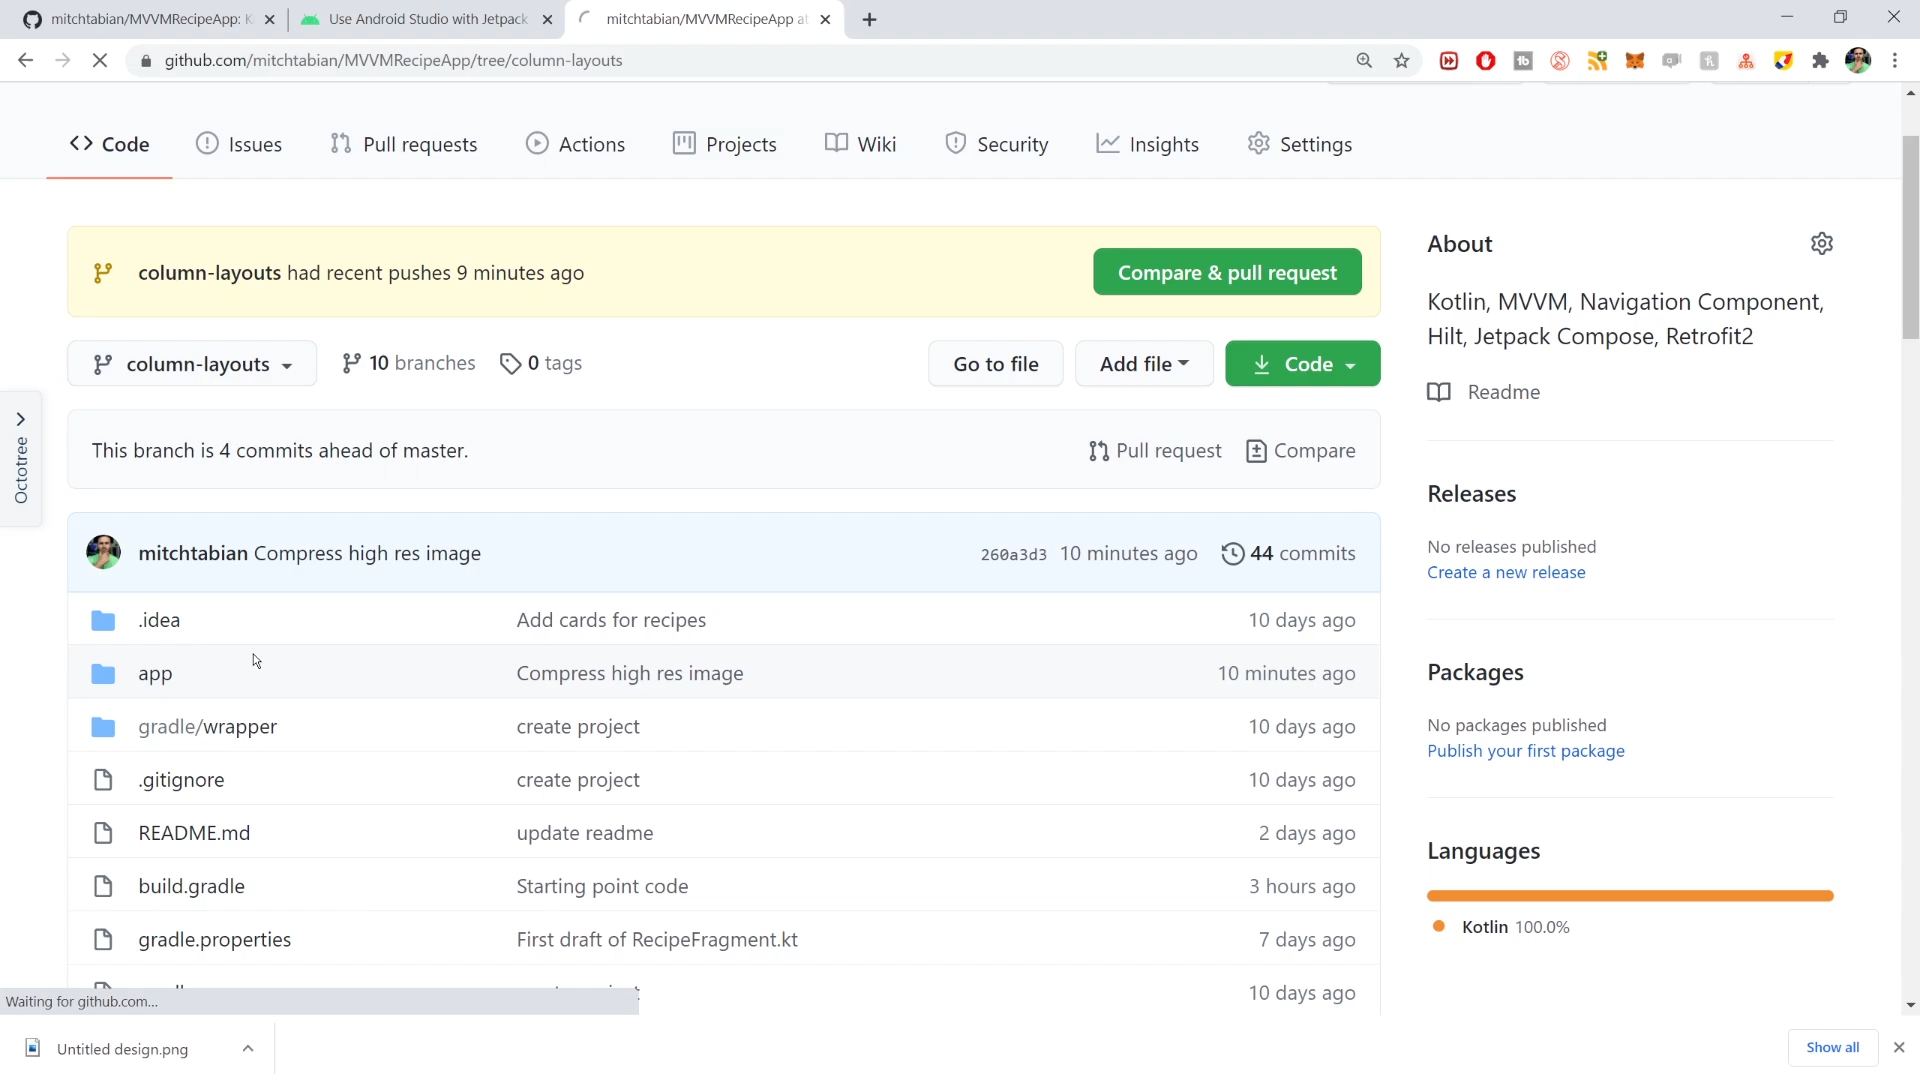 mitchtabian/MVVMRecipeApp: K
Use Android Studio with Jetpack
mitchtabian/MVVMRecipeApp at
github.com/mitchtabian/MVVMRecipeApp/tree/column-layouts
Code
Issues
Pull requests
Actions
Projects
Wiki
Security
Insights
Settings
column-layouts had recent pushes 9 minutes ago
Compare & pull request
column-layouts
10 branches
0 tags
Go to file
Add file
Code
This branch is 4 commits ahead of master.
Pull request
Compare
mitchtabian Compress high res image
260a3d3 10 minutes ago
44 commits
.idea
Add cards for recipes
10 days ago
app
Compress high res image
10 minutes ago
gradle/wrapper
create project
10 days ago
.gitignore
create project
10 days ago
README.md
update readme
2 days ago
build.gradle
Starting point code
3 hours ago
gradle.properties
First draft of RecipeFragment.kt
7 days ago
10 days ago
About
Kotlin, MVVM, Navigation Component,
Hilt, Jetpack Compose, Retrofit2
Readme
Releases
No releases published
Create a new release
Packages
No packages published
Publish your first package
Languages
Kotlin 100.0%
Octotree
Waiting for github.com...
Untitled design.png
Show all